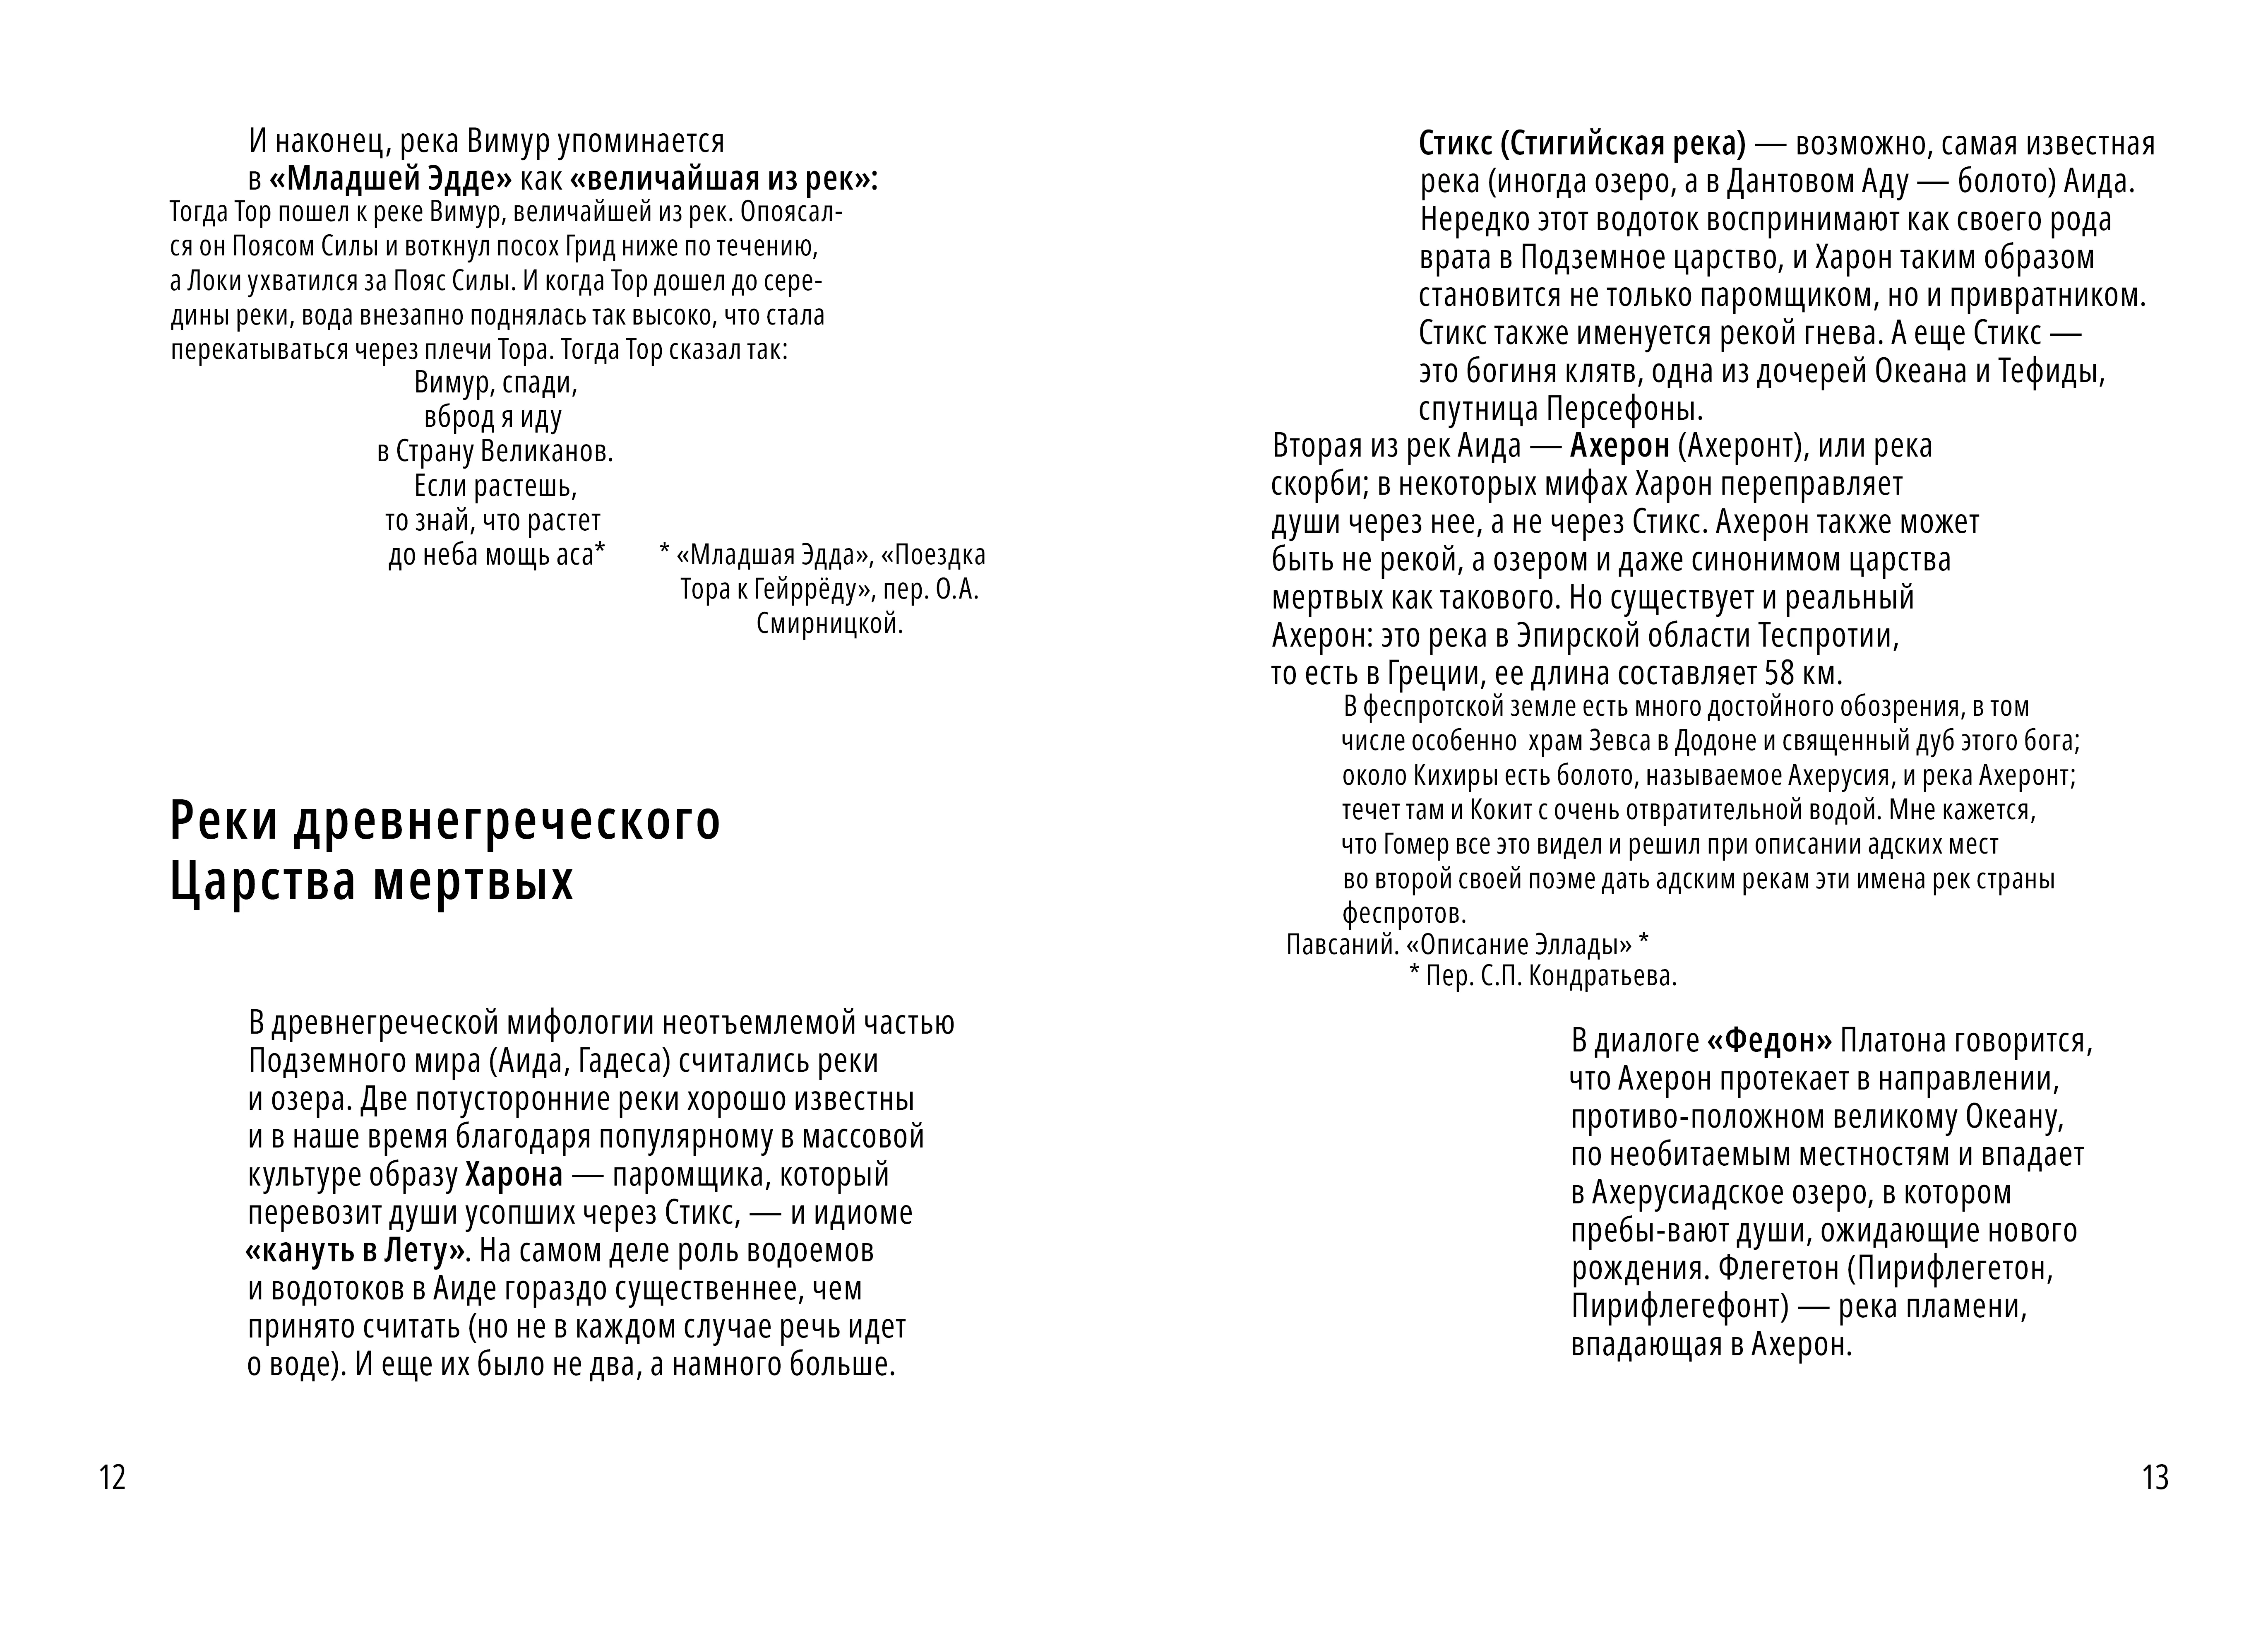 И наконец, река Вимур упоминается
в «Младшей Эдде» как «величайшая из рек»:
Тогда Тор пошел к реке Вимур, величайшей из рек. Опоясал-
ся он Поясом Силы и воткнул посох Грид ниже по течению,
а Локи ухватился за Пояс Силы. И когда Тор дошел до сере-
дины реки, вода внезапно поднялась так высоко, что стала
перекатываться через плечи Тора. Тогда Тор сказал так:
Вимур, спади,
вброд я иду
в Страну Великанов.
Если растешь,
то знай, что растет
до неба мощь аса*
* «Младшая Эдда», «Поездка
Тора к Гейррёду», пер. О.А.
Смирницкой.
Реки древнегреческого
Царства мертвых
В древнегреческой мифологии неотъемлемой частью
Подземного мира (Аида, Гадеса) считались реки
и озера. Две потусторонние реки хорошо известны
и в наше время благодаря популярному в массовой
культуре образу Харона — паромщика, который
перевозит души усопших через Стикс, — и идиоме
«кануть в Лету». На самом деле роль водоемов
и водотоков в Аиде гораздо существеннее, чем
принято считать (но не в каждом случае речь идет
о воде). И еще их было не два, а намного больше.
12
Стикс (Стигийская река) — возможно, самая известная
река (иногда озеро, а в Дантовом Аду — болото) Аида.
Нередко этот водоток воспринимают как своего рода
врата в Подземное царство, и Харон таким образом
становится не только паромщиком, но и привратником.
Стикс также именуется рекой гнева. А еще Стикс —
это богиня клятв, одна из дочерей Океана и Тефиды,
спутница Персефоны.
Вторая из рек Аида — Ахерон (Ахеронт), или река
скорби; в некоторых мифах Харон переправляет
души через нее, а не через Стикс. Ахерон также может
быть не рекой, а озером и даже синонимом царства
мертвых как такового. Но существует и реальный
Ахерон: это река в Эпирской области Теспротии,
то есть в Греции, ее длина составляет 58 км.
В феспротской земле есть много достойного обозрения, в том
числе особенно  храм Зевса в Додоне и священный дуб этого бога;
около Кихиры есть болото, называемое Ахерусия, и река Ахеронт;
течет там и Кокит с очень отвратительной водой. Мне кажется,
что Гомер все это видел и решил при описании адских мест
во второй своей поэме дать адским рекам эти имена рек страны
феспротов.
Павсаний. «Описание Эллады» *
* Пер. С.П. Кондратьева.
В диалоге «Федон» Платона говорится,
что Ахерон протекает в направлении,
противо-положном великому Океану,
по необитаемым местностям и впадает
в Ахерусиадское озеро, в котором
пребы-вают души, ожидающие нового
рождения. Флегетон (Пирифлегетон,
Пирифлегефонт) — река пламени,
впадающая в Ахерон.
13